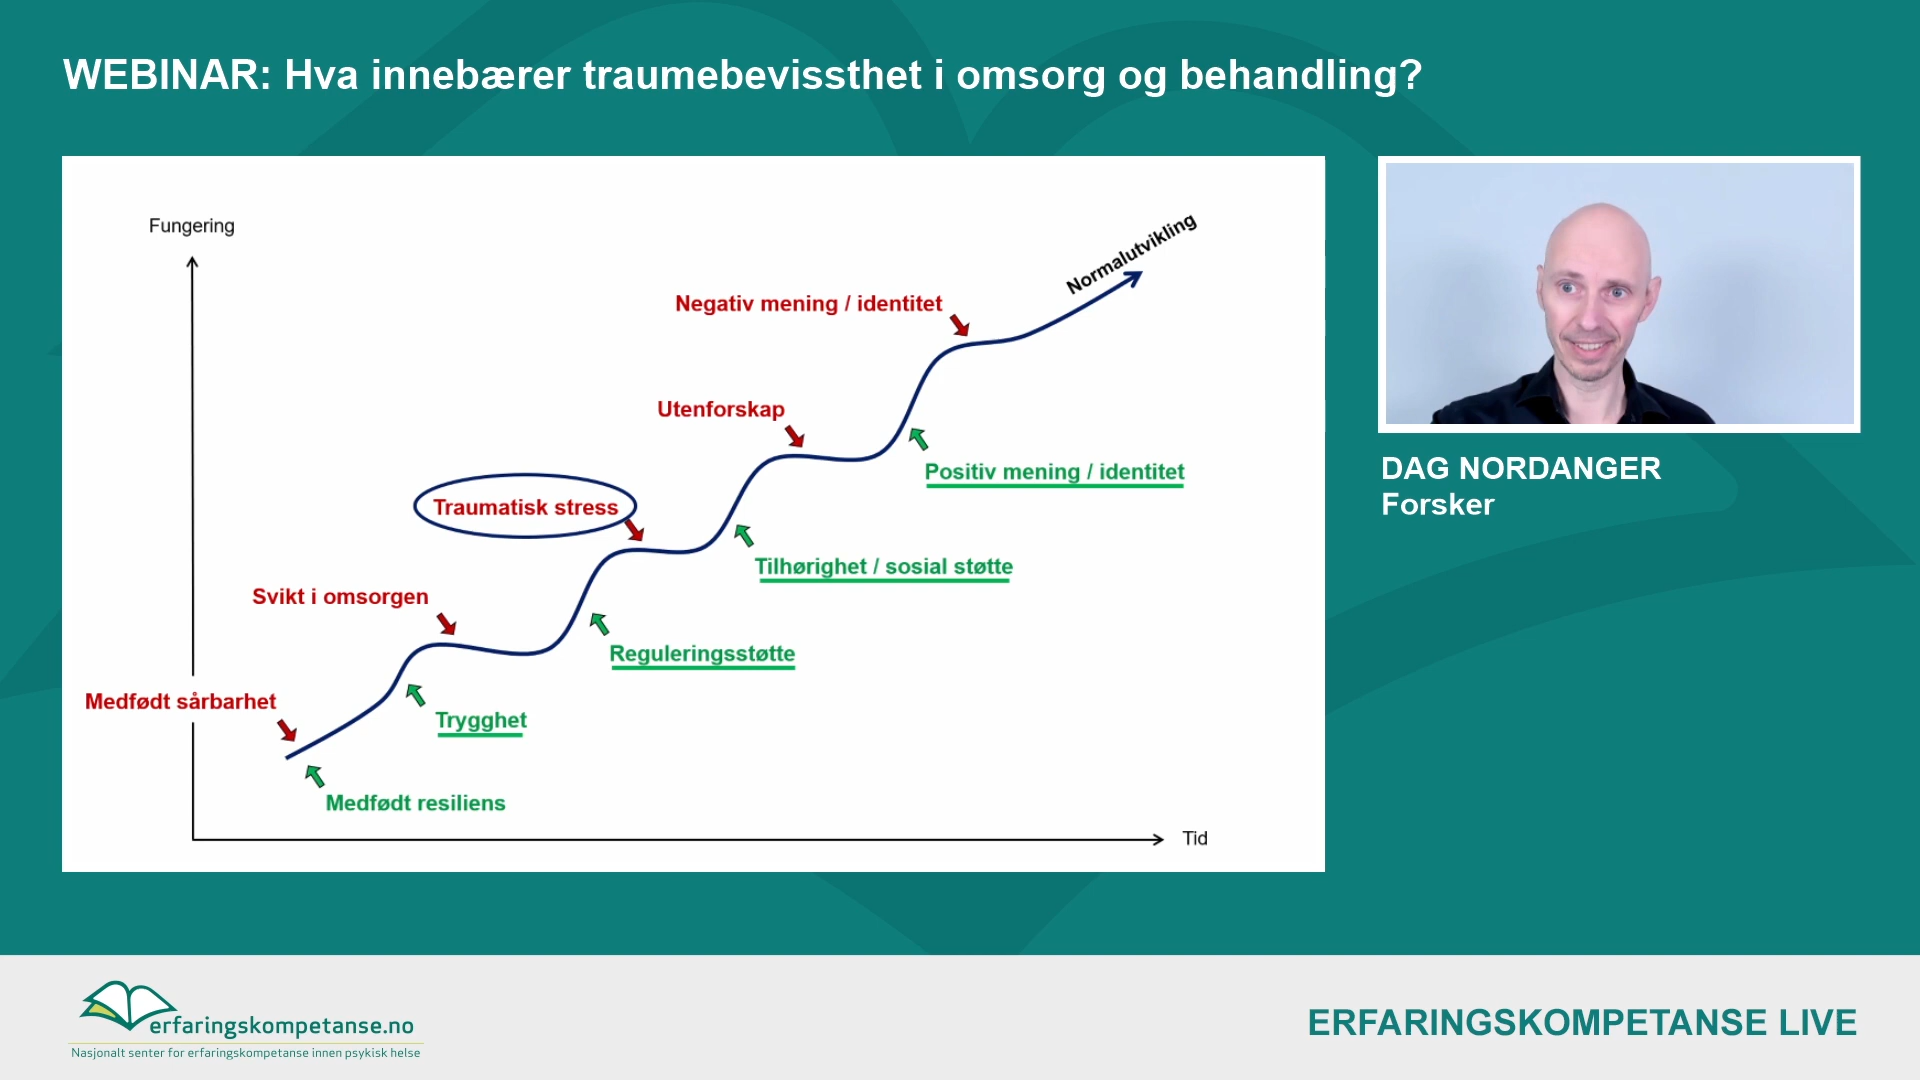 WEBINAR: Hva innebærer traumebevissthet i omsorg og behandling?
Fungering
Normalutvikling
Negativ mening / identitet
Utenforskap
Positiv mening / identitet
Traumatisk stress
Tilhørighet / sosial støtte
Svikt i omsorgen
Reguleringsstøtte
Medfødt sårbarhet
Trygghet
Medfødt resiliens
Tid
DAG NORDANGER
Forsker
erfaringskompetanse.no
Nasjonalt senter for erfaringskompetanse innen psykisk helse
ERFARINGSKOMPETANSE LIVE